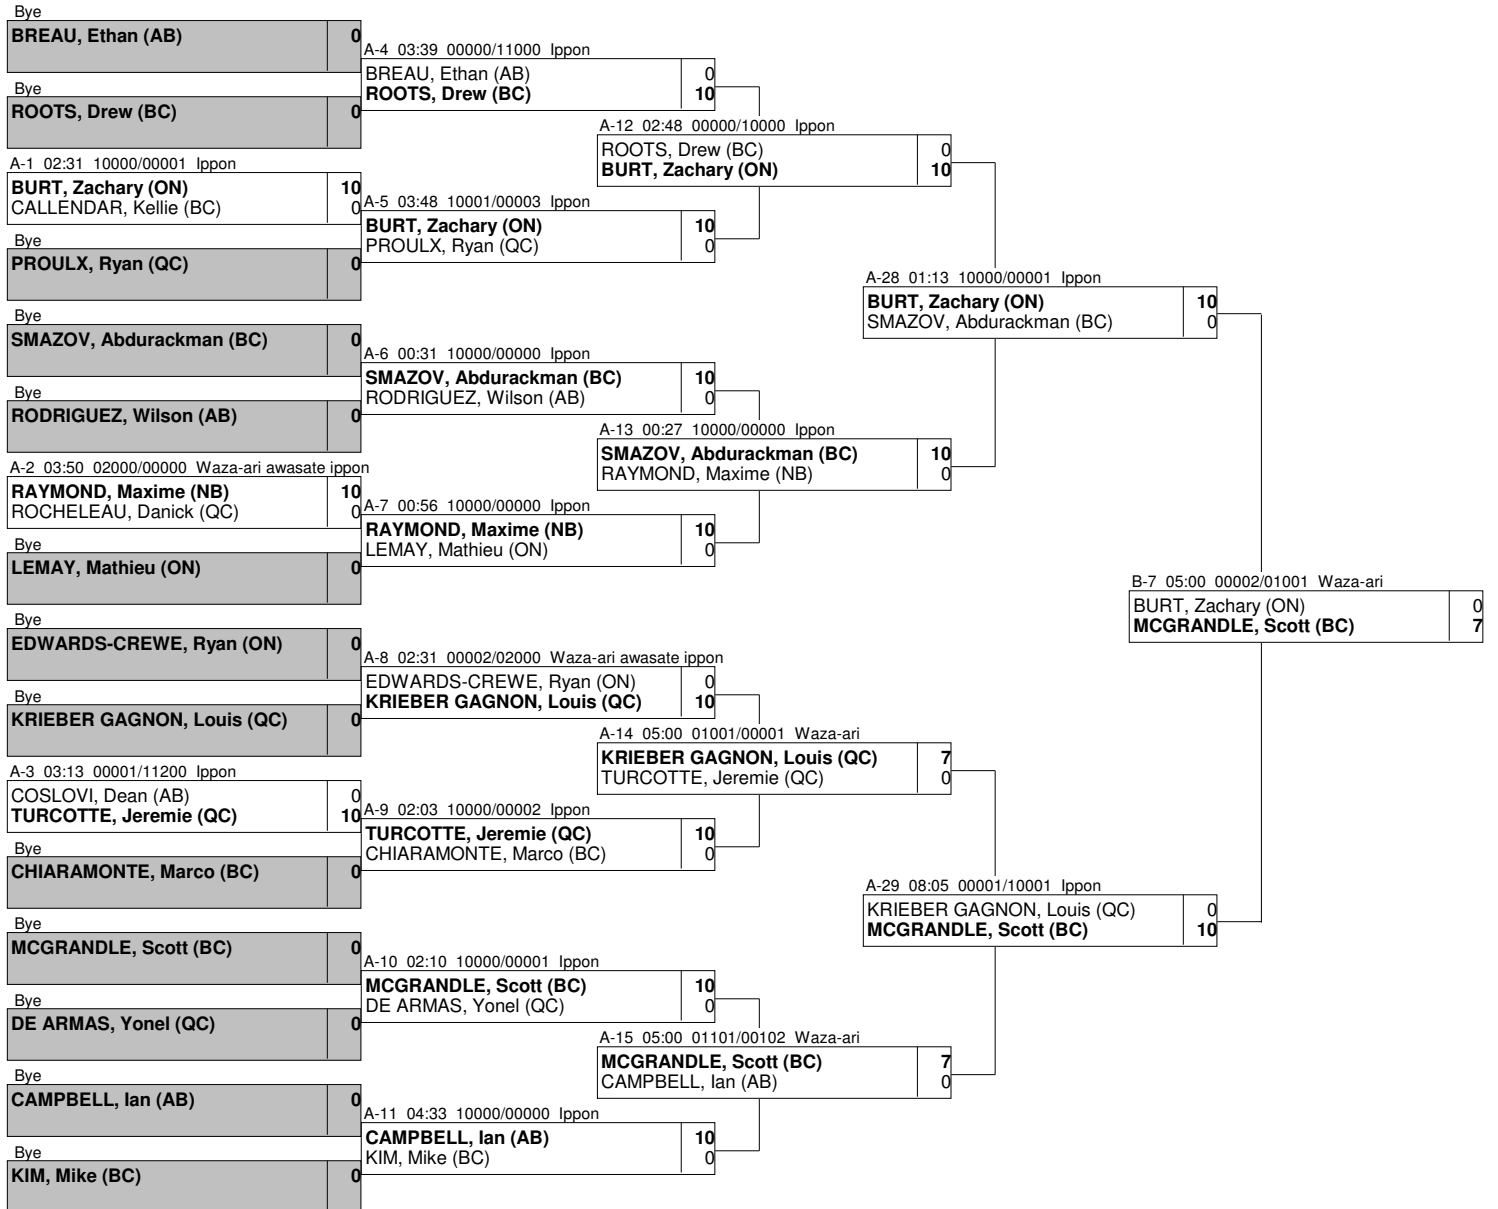 Bye
BREAU, Ethan (AB) 0
Bye
ROOTS, Drew (BC) 0
A-1 02:31 10000/00001 Ippon
BURT, Zachary (ON) 10
CALLENDAR, Kellie (BC) 0
Bye
PROULX, Ryan (QC) 0
Bye
SMAZOV, Abdurackman (BC) 0
Bye
RODRIGUEZ, Wilson (AB) 0
A-2 03:50 02000/00000 Waza-ari awasate ippon
RAYMOND, Maxime (NB) 10
ROCHELEAU, Danick (QC) 0
Bye
LEMAY, Mathieu (ON) 0
Bye
EDWARDS-CREWE, Ryan (ON) 0
Bye
KRIEBER GAGNON, Louis (QC) 0
A-3 03:13 00001/11200 Ippon
COSLOVI, Dean (AB) 0
TURCOTTE, Jeremie (QC) 10
Bye
CHIARAMONTE, Marco (BC) 0
Bye
MCGRANDLE, Scott (BC) 0
Bye
DE ARMAS, Yonel (QC) 0
Bye
CAMPBELL, Ian (AB) 0
Bye
KIM, Mike (BC) 0
A-4 03:39 00000/11000 Ippon
BREAU, Ethan (AB) 0
ROOTS, Drew (BC) 10
A-5 03:48 10001/00003 Ippon
BURT, Zachary (ON) 10
PROULX, Ryan (QC) 0
A-6 00:31 10000/00000 Ippon
SMAZOV, Abdurackman (BC) 10
RODRIGUEZ, Wilson (AB) 0
A-7 00:56 10000/00000 Ippon
RAYMOND, Maxime (NB) 10
LEMAY, Mathieu (ON) 0
A-8 02:31 00002/02000 Waza-ari awasate ippon
EDWARDS-CREWE, Ryan (ON) 0
KRIEBER GAGNON, Louis (QC) 10
A-9 02:03 10000/00002 Ippon
TURCOTTE, Jeremie (QC) 10
CHIARAMONTE, Marco (BC) 0
A-10 02:10 10000/00001 Ippon
MCGRANDLE, Scott (BC) 10
DE ARMAS, Yonel (QC) 0
A-11 04:33 10000/00000 Ippon
CAMPBELL, Ian (AB) 10
KIM, Mike (BC) 0
A-12 02:48 00000/10000 Ippon
ROOTS, Drew (BC) 0
BURT, Zachary (ON) 10
A-13 00:27 10000/00000 Ippon
SMAZOV, Abdurackman (BC) 10
RAYMOND, Maxime (NB) 0
A-14 05:00 01001/00001 Waza-ari
KRIEBER GAGNON, Louis (QC) 7
TURCOTTE, Jeremie (QC) 0
A-15 05:00 01101/00102 Waza-ari
MCGRANDLE, Scott (BC) 7
CAMPBELL, Ian (AB) 0
A-28 01:13 10000/00001 Ippon
BURT, Zachary (ON) 10
SMAZOV, Abdurackman (BC) 0
A-29 08:05 00001/10001 Ippon
KRIEBER GAGNON, Louis (QC) 0
MCGRANDLE, Scott (BC) 10
B-7 05:00 00002/01001 Waza-ari
BURT, Zachary (ON) 0
MCGRANDLE, Scott (BC) 7